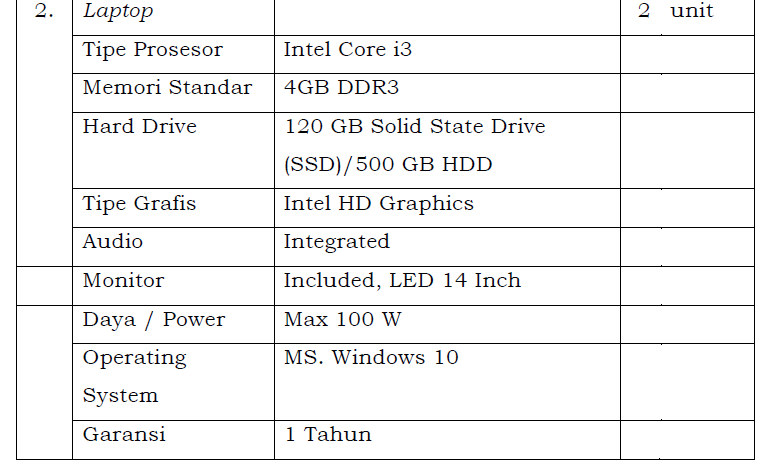 2. Laptop 2 unit
Tipe Prosesor Intel Core i3
Memori Standar 4GB DDR3
Hard Drive 120 GB Solid State Drive
(SSD)/500 GB HDD
Tipe Grafis Intel HD Graphics
Audio Integrated
Monitor Included, LED 14 Inch
Daya / Power Max 100 W
Operating MS. Windows 10
System
Garansi 1 Tahun